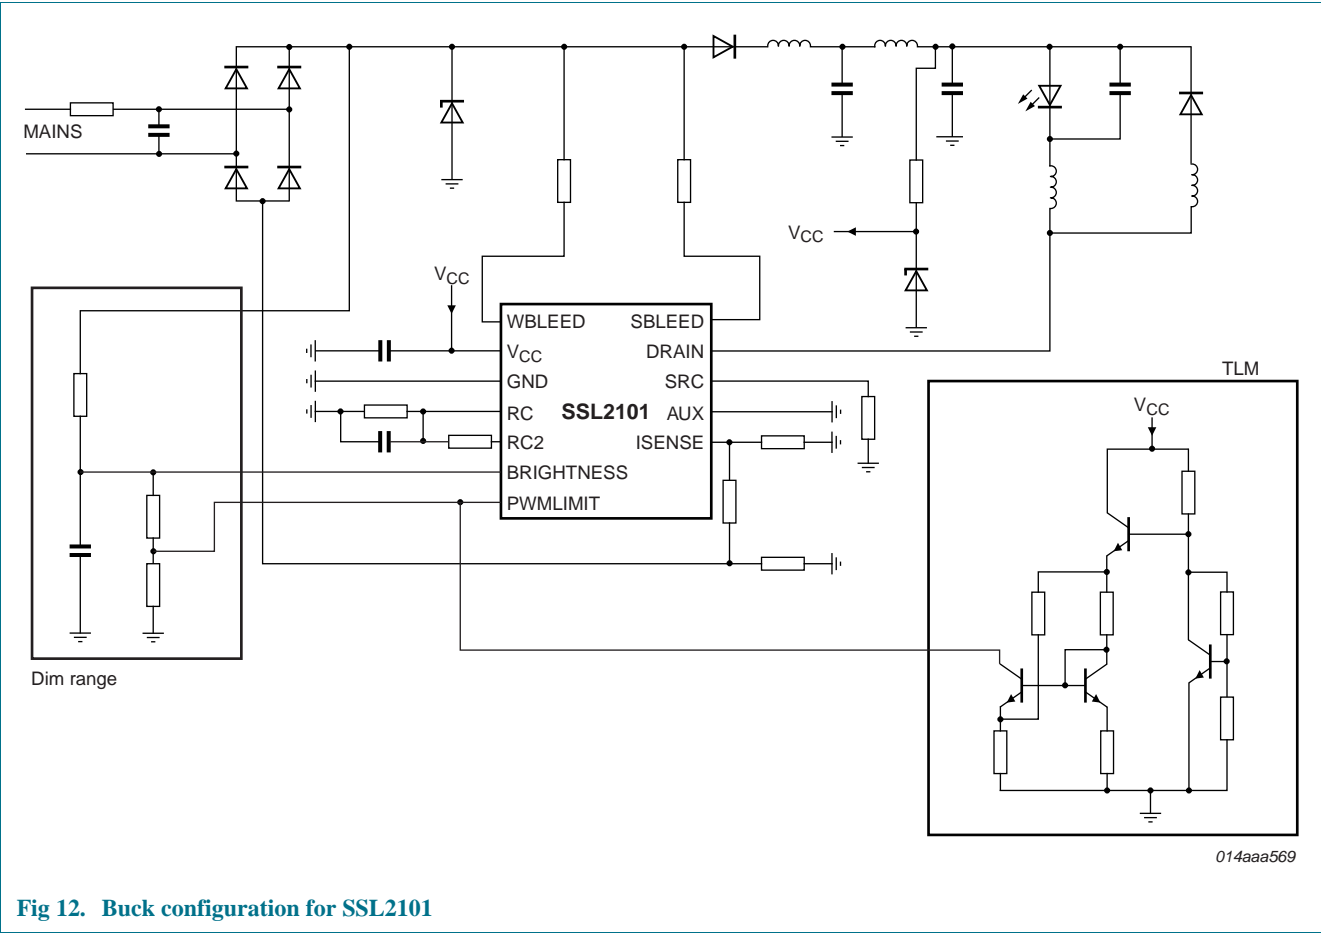 MAINS
VCC
VCC
WBLEED SBLEED
VCC DRAIN
GND SRC
RC SSL2101 AUX
RC2 ISENSE
BRIGHTNESS
PWMLIMIT
TLM
VCC
Dim range
014aaa569
Fig 12. Buck configuration for SSL2101